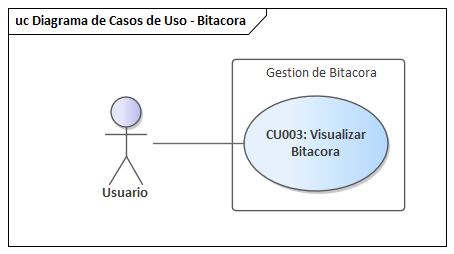 uc Diagrama de Casos de Uso - Bitacora
Gestion de Bitacora
CU003: Visualizar
Bitacora
Usuario